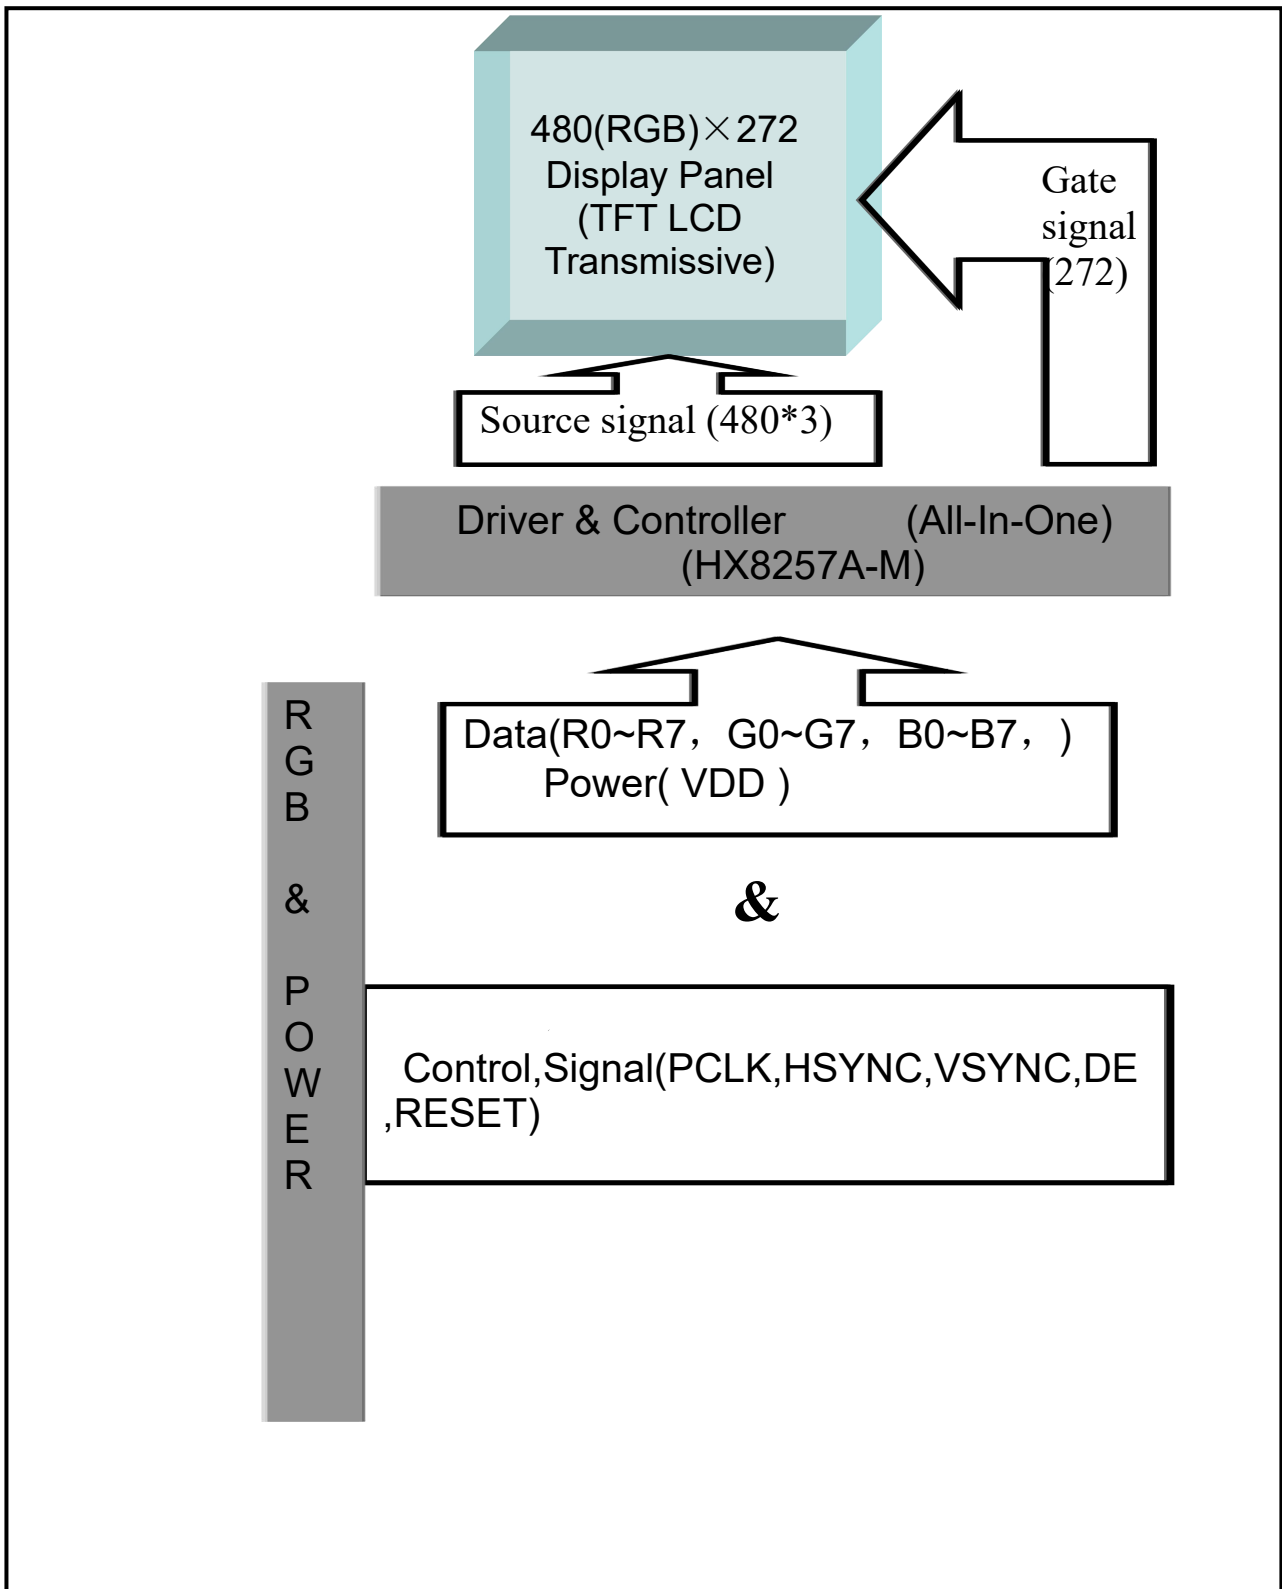 480(RGB)×272
Display Panel
(TFT LCD
Transmissive)
Gate
signal
(272)
Source signal (480*3)
Driver & Controller (All-In-One)
(HX8257A-M)
R
G
B
&
P
O
W
E
R
Data(R0~R7，G0~G7，B0~B7，)
Power( VDD )
&
Control,Signal(PCLK,HSYNC,VSYNC,DE
,RESET)